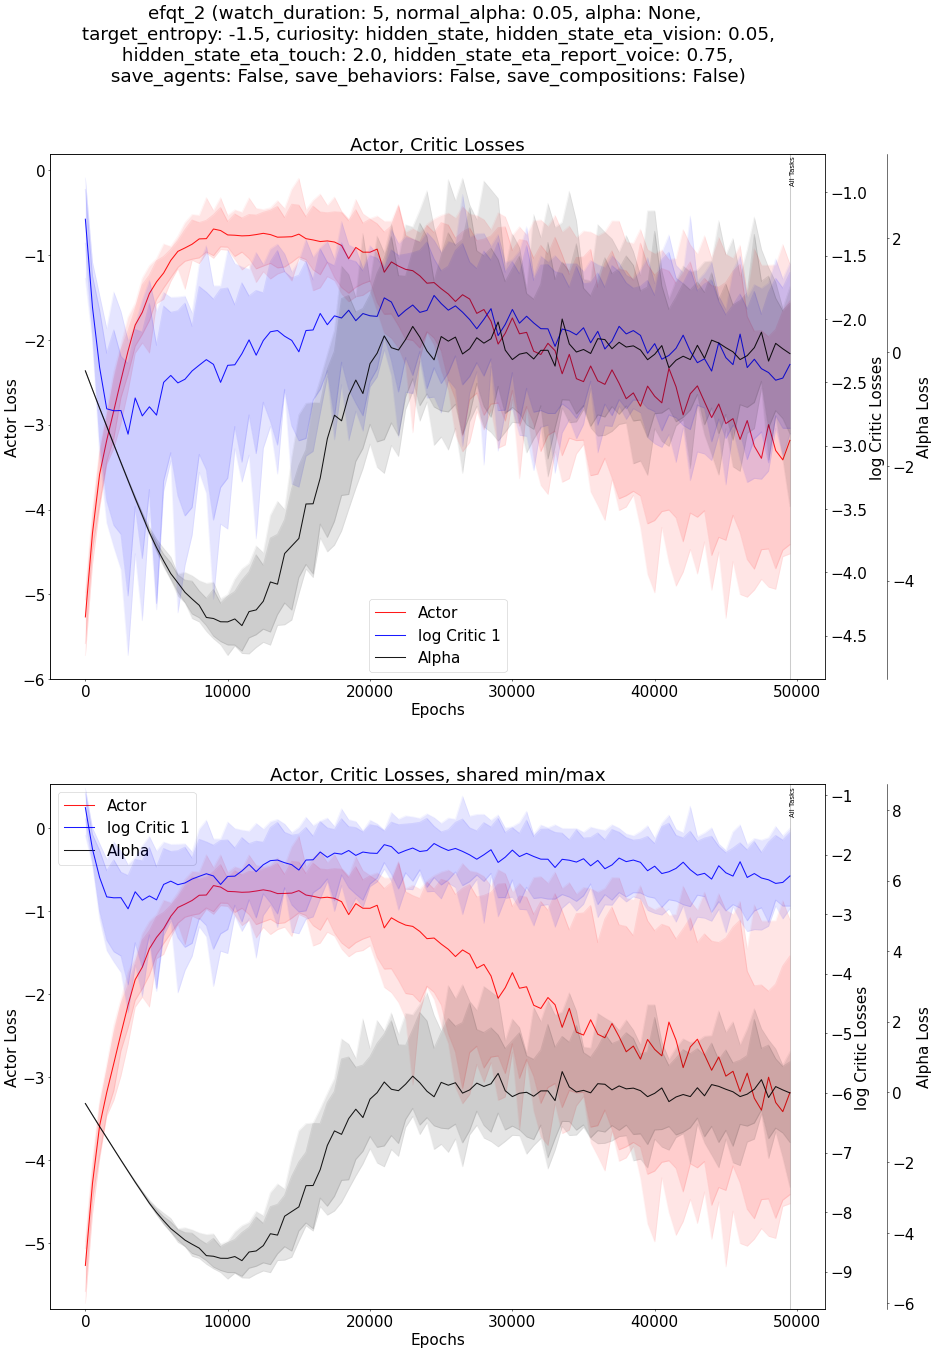 efqt_2 (watch_duration: 5, normal_alpha: 0.05, alpha: None,
target_entropy: -1.5, curiosity: hidden_state, hidden_state_eta_vision: 0.05,
hidden_state_eta_touch: 2.0, hidden_state_eta_report_voice: 0.75,
save_agents: False, save_behaviors: False, save_compositions: False)
Actor, Critic Losses
All Tasks
0
−1
−2
−3
−4
−5
−6
Actor Loss
−1.0
−1.5
−2.0
−2.5
−3.0
−3.5
−4.0
−4.5
log Critic Losses
2
0
−2
−4
Alpha Loss
Actor
log Critic 1
Alpha
0
10000
20000
30000
40000
50000
Epochs
Actor, Critic Losses, shared min/max
All Tasks
Actor
log Critic 1
Alpha
0
−1
−2
−3
−4
−5
Actor Loss
−1
−2
−3
−4
−5
−6
−7
−8
−9
log Critic Losses
8
6
4
2
0
−2
−4
−6
Alpha Loss
0
10000
20000
30000
40000
50000
Epochs